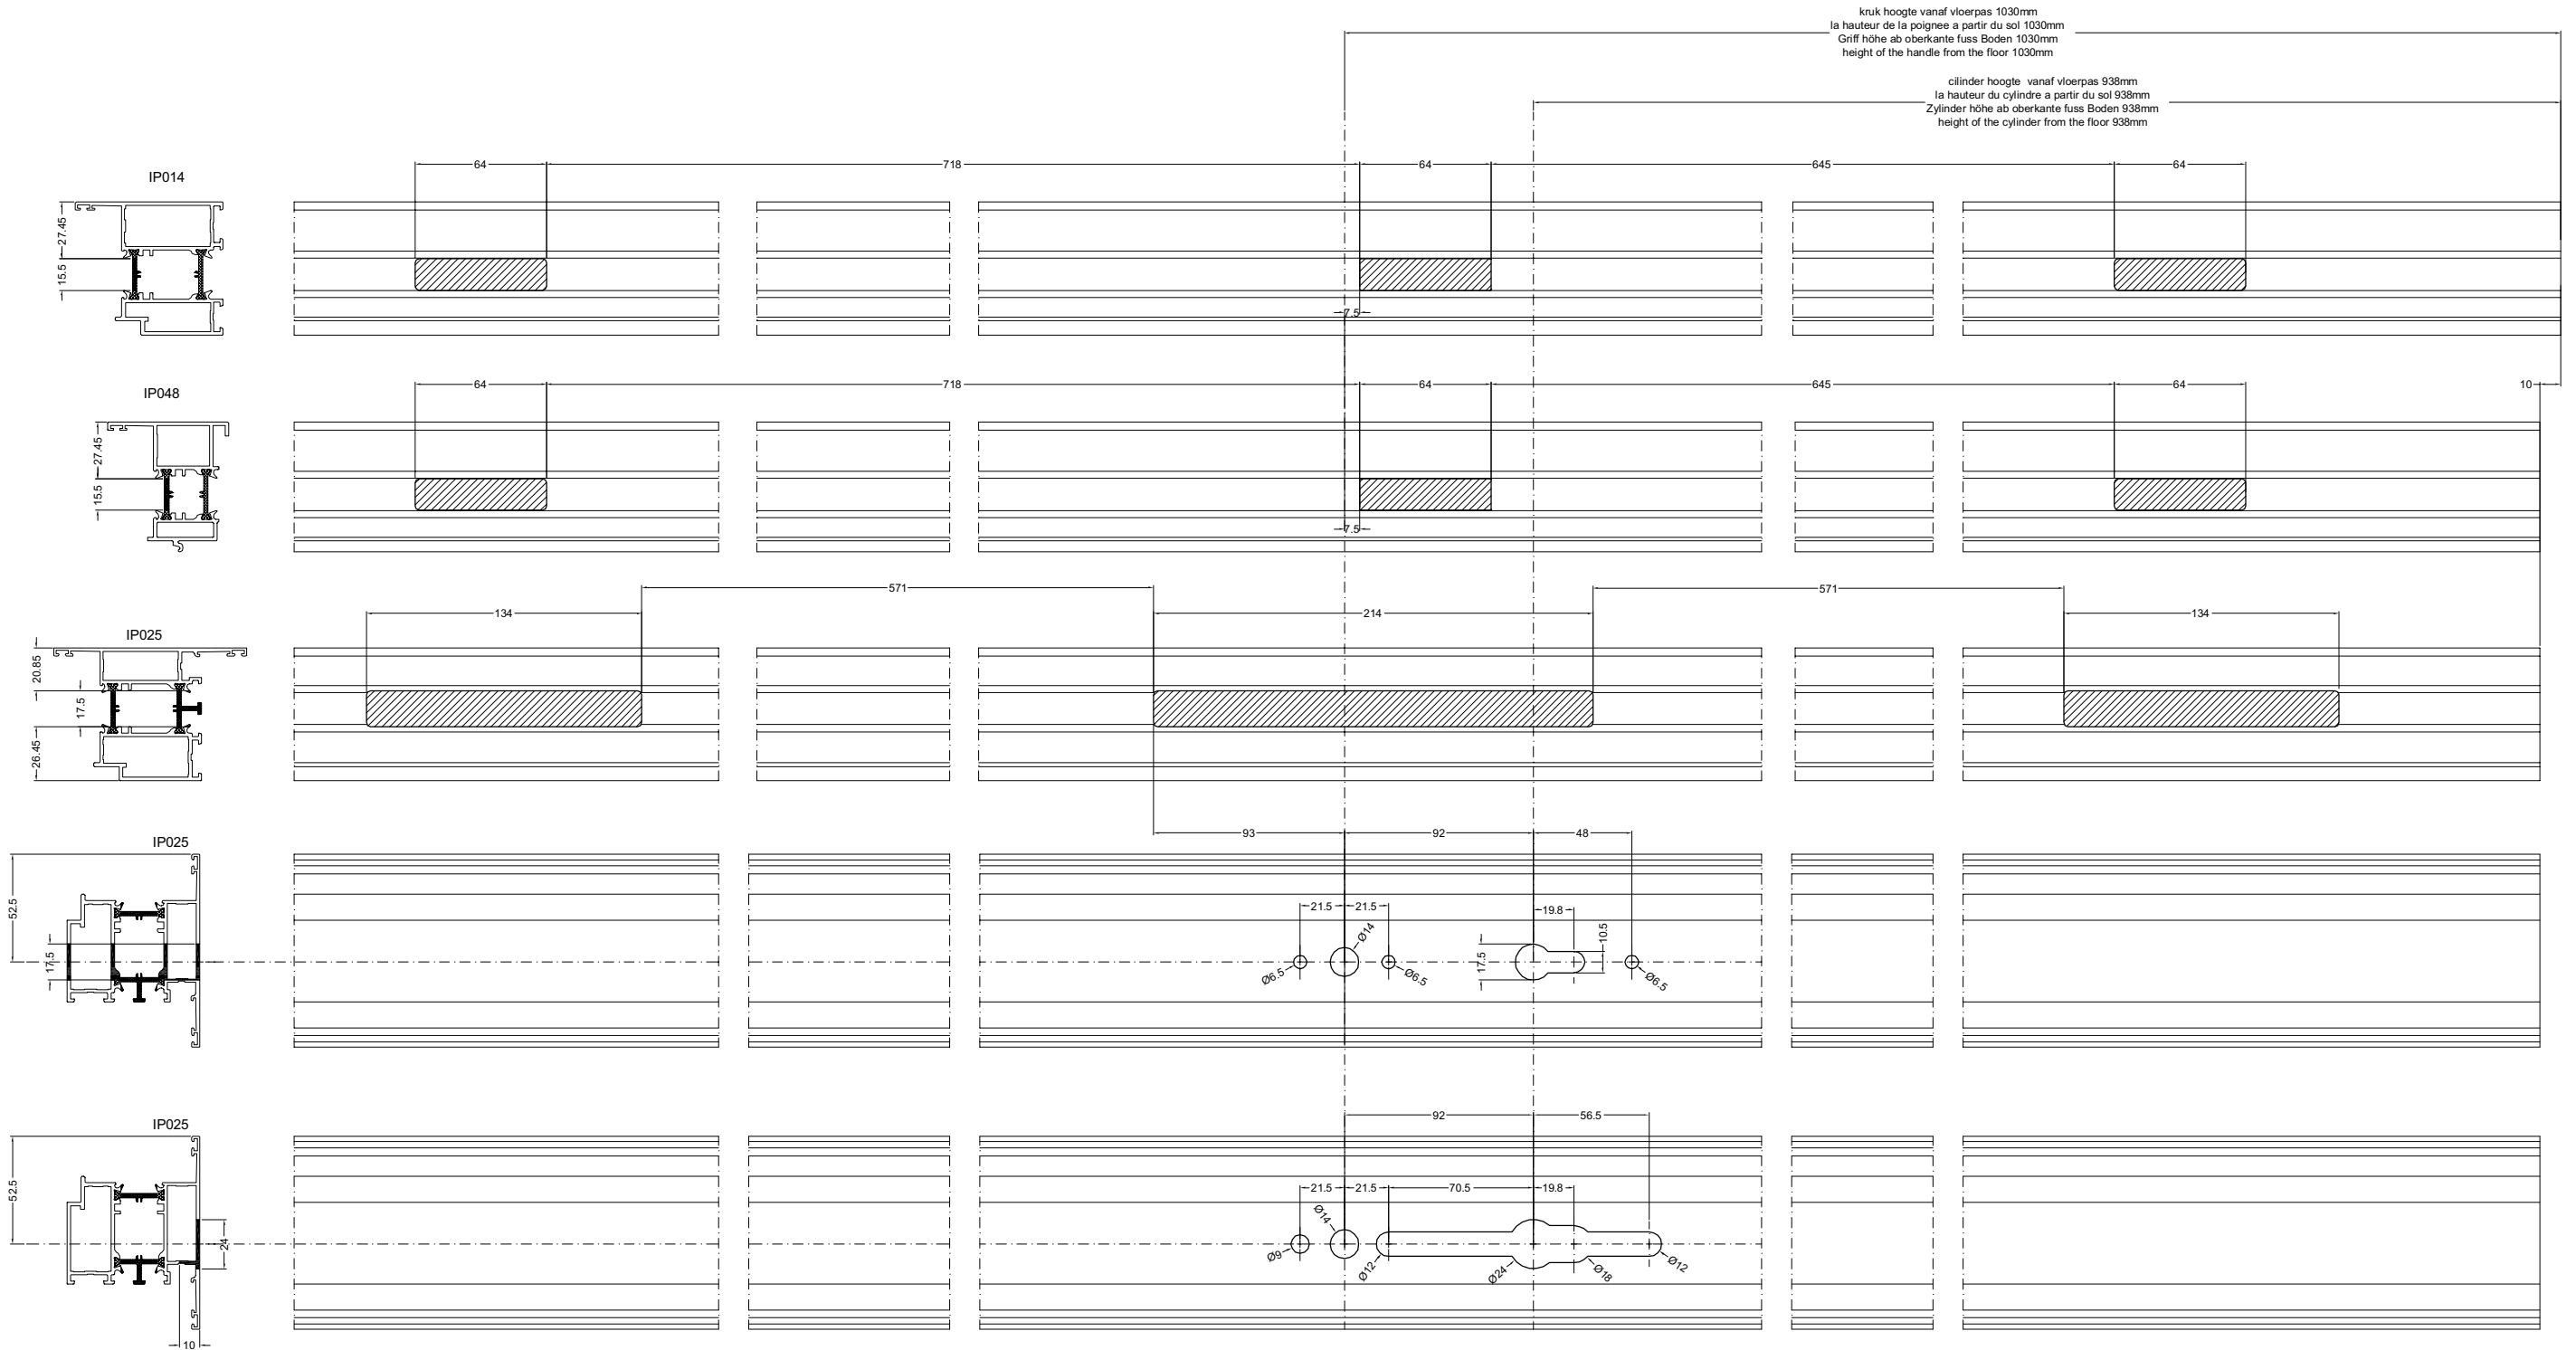 kruk hoogte vanaf vloerpas 1030mm
la hauteur de la poignee a partir du sol 1030mm
Griff höhe ab oberkante fuss Boden 1030mm
height of the handle from the floor 1030mm
cilinder hoogte  vanaf vloerpas 938mm
la hauteur du cylindre a partir du sol 938mm
Zylinder höhe ab oberkante fuss Boden 938mm
height of the cylinder from the floor 938mm
IP014
64 718 64 645 64
27.45
15.5
7.5
IP048
64 718 64 645 64 10
27.45
15.5
7.5
IP025
571 571
134 214 134
20.85
17.5
26.45
IP025
93 92 48
52.5
17.5
21.5 21.5 19.8
Ø14
10.5
17.5
Ø6.5 Ø6.5 Ø6.5
IP025
92 56.5
52.5
24
10
21.5 21.5 70.5 19.8
Ø14
Ø9 Ø12 Ø24 Ø18 Ø12